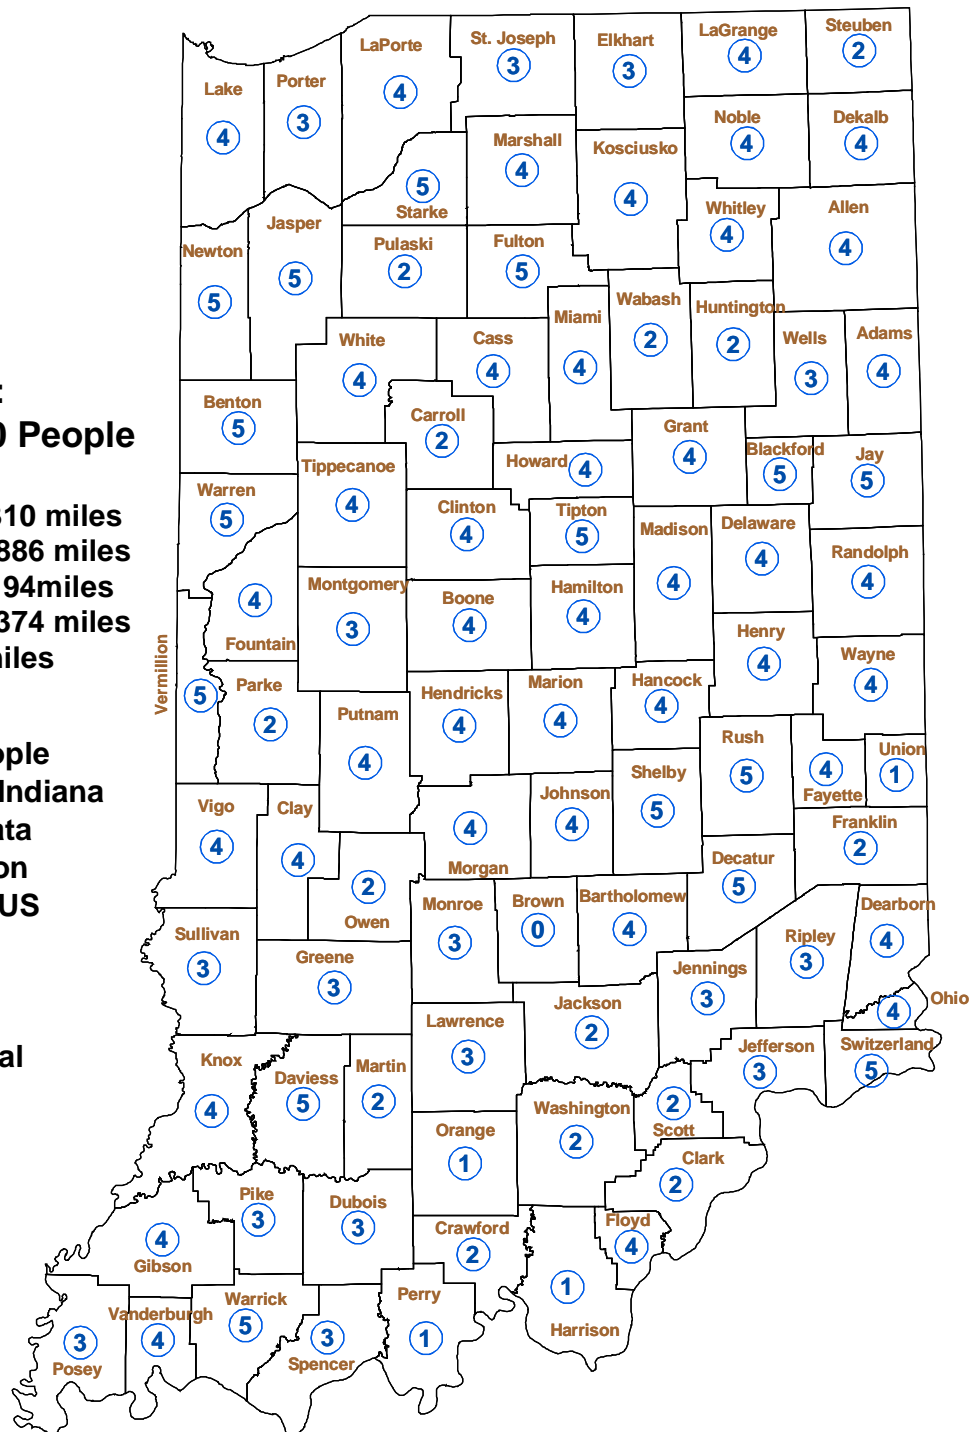 St. Joseph
3
Elkhart
3
LaGrange
4
Steuben
2
LaPorte
4
Porter
3
Lake
4
Noble
4
Dekalb
4
Marshall
4
Kosciusko
4
5
Starke
Whitley
4
Allen
4
Jasper
5
Newton
5
Pulaski
2
Fulton
5
Miami
4
Wabash
2
Huntington
2
Wells
3
Adams
4
White
4
Cass
4
Benton
5
Carroll
2
Grant
4
Blackford
5
Jay
5
Howard 4
Tippecanoe
4
Warren
5
Clinton
4
Tipton
5
Madison
4
Delaware
4
Randolph
4
4
Fountain
Montgomery
3
Boone
4
Hamilton
4
Henry
4
Wayne
4
Vermillion
5
Parke
2
Putnam
4
Hendricks
4
Marion
4
Hancock
4
Rush
5
4
Fayette
Union
1
Shelby
5
Johnson
4
4
Morgan
Vigo
4
Clay
4
2
Owen
Franklin
2
Decatur
5
Monroe
3
Brown
0
Bartholomew
4
Dearborn
4
Ripley
3
Jennings
3
Sullivan
3
Greene
3
Jackson
2
4 Ohio
Lawrence
3
Jefferson
3
Switzerland
5
Knox
4
Daviess
5
Martin
2
Washington
2
2
Scott
Orange
1
Clark
2
Pike
3
Dubois
3
Crawford
2
Floyd
4
4
Gibson
1
Harrison
Perry
1
3
Posey
Vanderburgh
4
Warrick
5
3
Spencer
:
0 People
10 miles
886 miles
94miles
374 miles
miles
ople
Indiana
ata
on
US
al